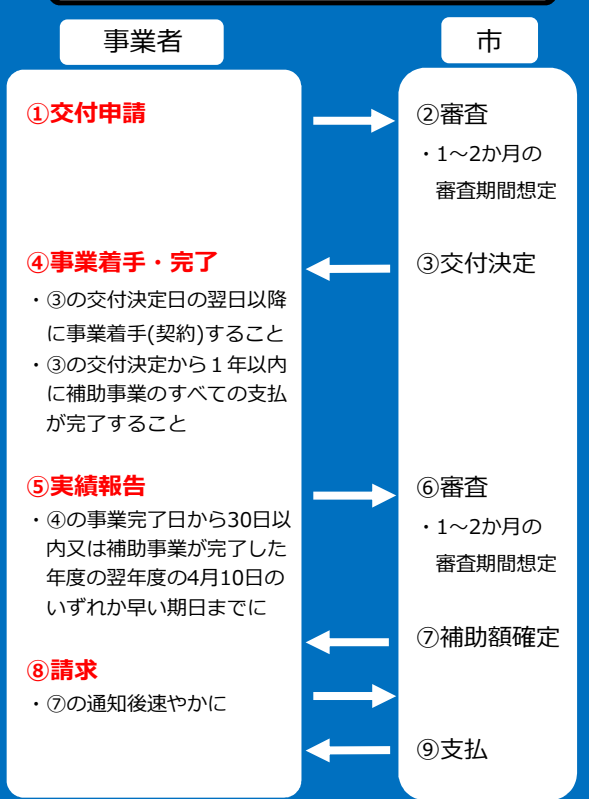 事業者
市
①交付申請
②審査
・1～2か月の
審査期間想定
④事業着手・完了
③交付決定
・③の交付決定日の翌日以降
に事業着手(契約)すること
・③の交付決定から１年以内
に補助事業のすべての支払
が完了すること
⑤実績報告
⑥審査
・④の事業完了日から30日以
内又は補助事業が完了した
年度の翌年度の4月10日の
いずれか早い期日までに
・1～2か月の
審査期間想定
⑦補助額確定
⑧請求
・⑦の通知後速やかに
⑨支払